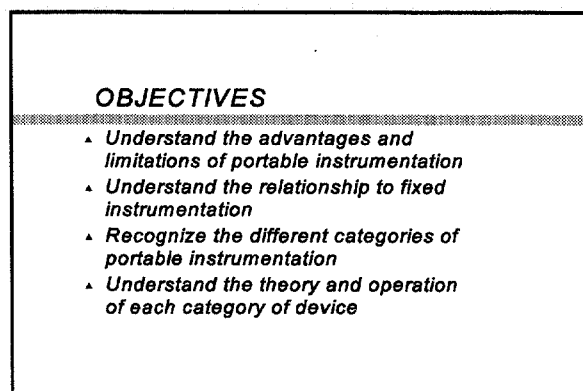 OBJECTIVES
▴ Understand the advantages and
limitations of portable instrumentation
▴ Understand the relationship to fixed
instrumentation
▴ Recognize the different categories of
portable instrumentation
▴ Understand the theory and operation
of each category of device